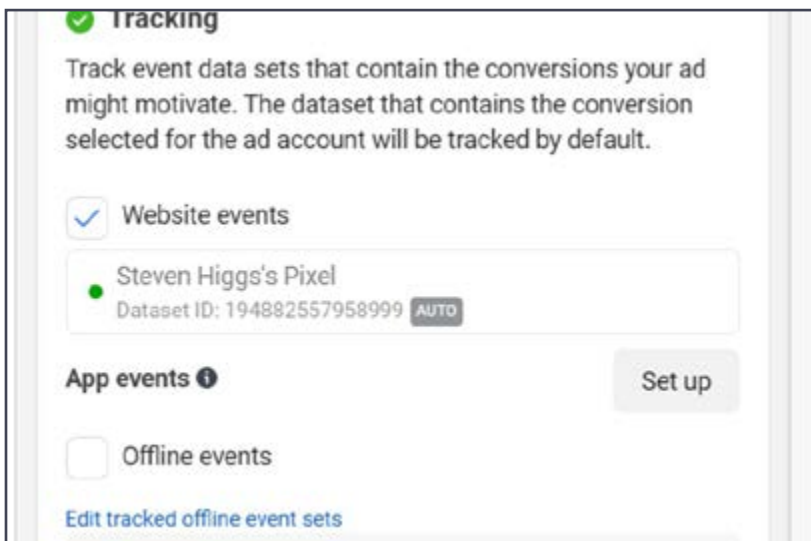 Tracking
Track event data sets that contain the conversions your ad
might motivate. The dataset that contains the conversion
selected for the ad account will be tracked by default.
Website events
Steven Higgs's Pixel
Dataset ID: 194882557958999 AUTO
App events
Set up
Offline events
Edit tracked offline event sets